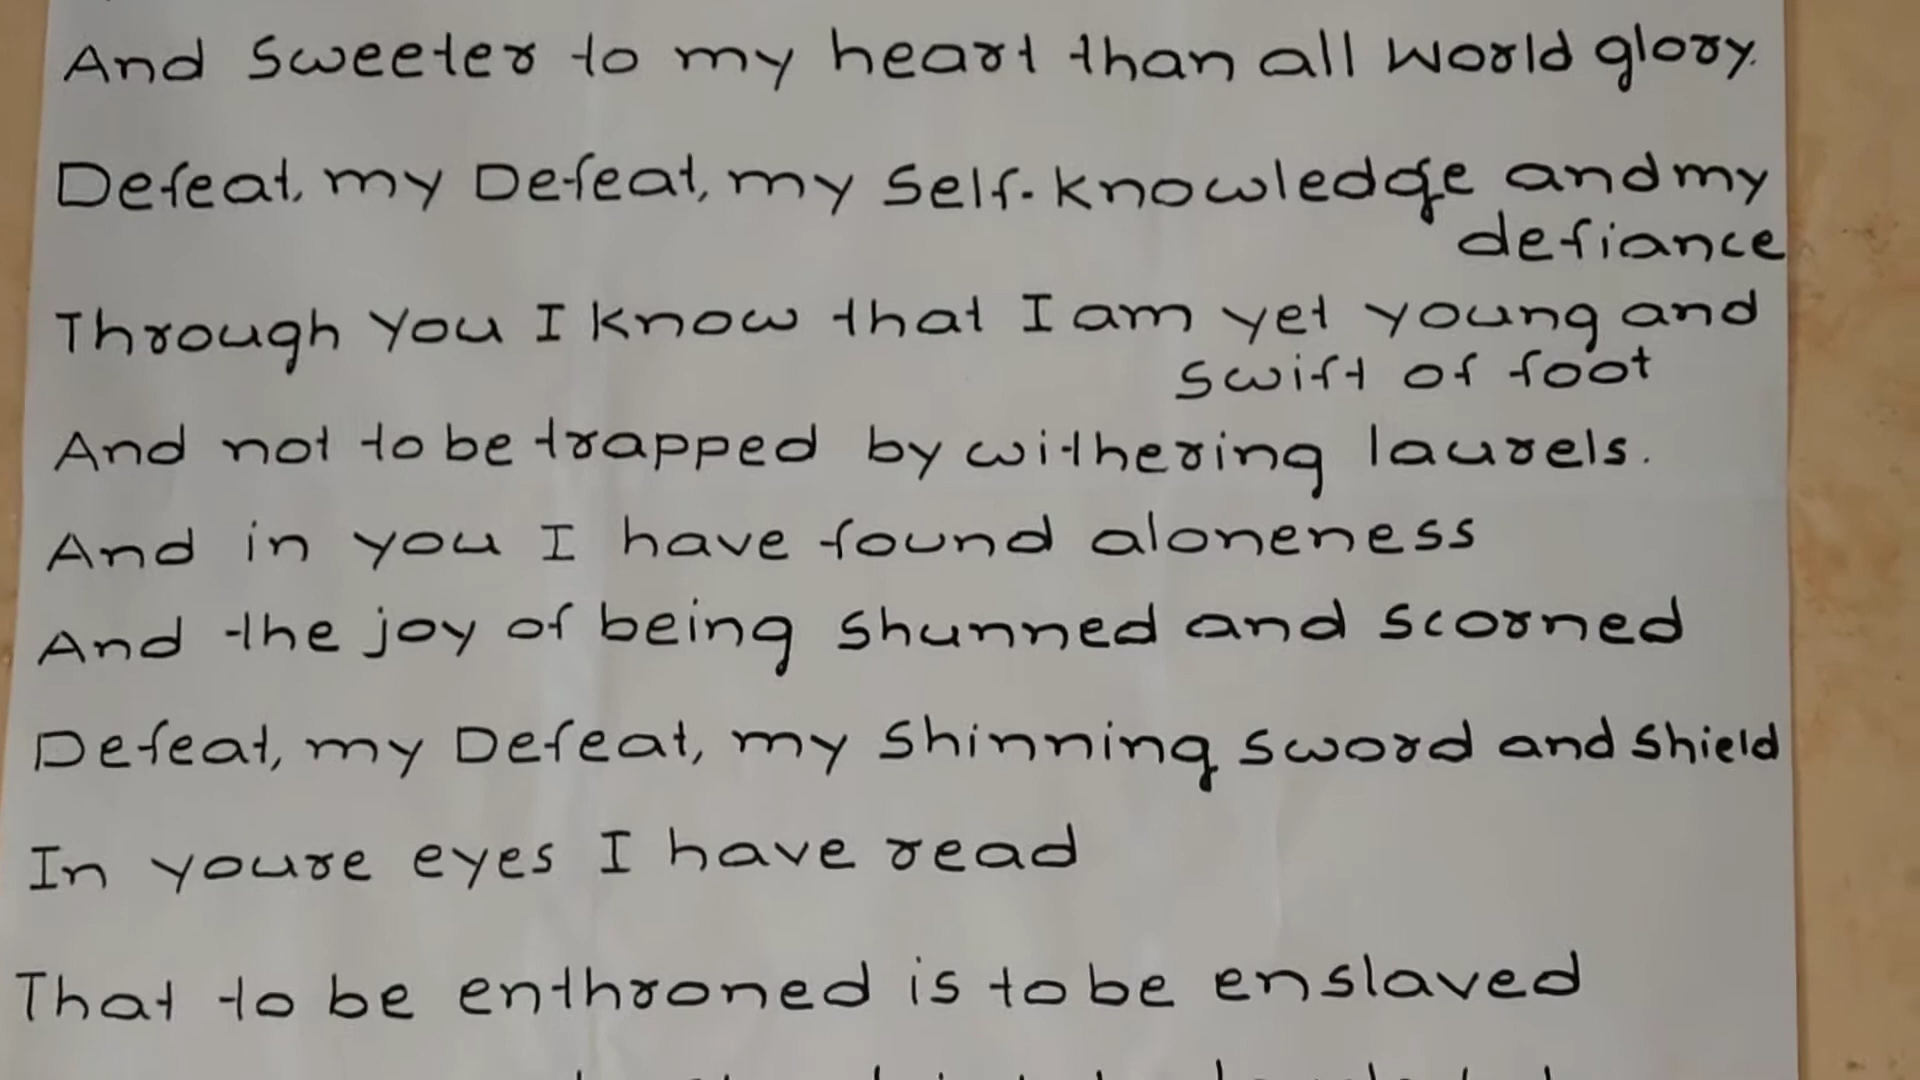 And Sweeter to my heart than all world glory.
Defeat, my Defeat, my Self-knowledge and my
defiance
Through you I know that I am yet young and
swift of foot
And not to be trapped by withering laurels.
And in you I have found aloneness
And the joy of being shunned and scorned
Defeat, my Defeat, my shinning sword and shield
In youre eyes I have read
That to be enthroned is to be enslaved